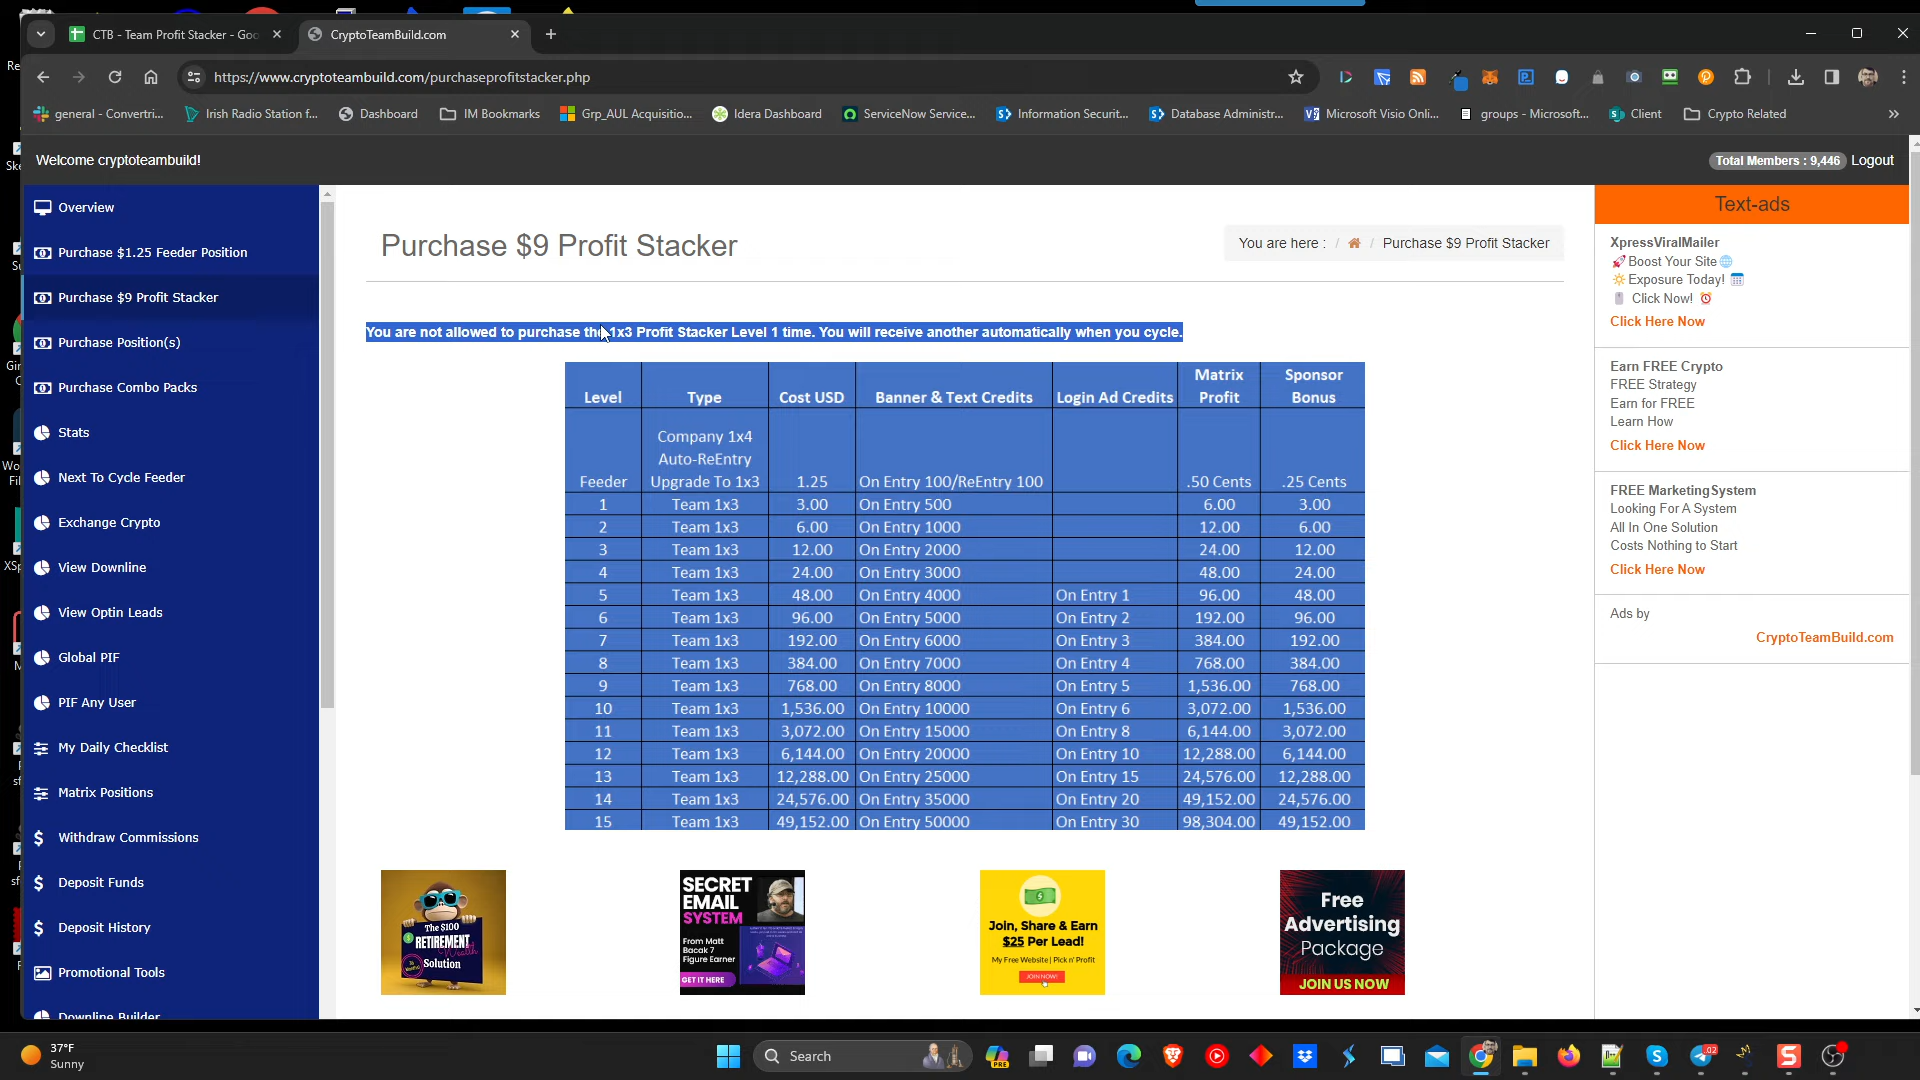 CTB - Team Profit Stacker - Goo
CryptoTeamBuild.com
https://www.cryptoteambuild.com/purchaseprofitstacker.php
general - Convertri...
Irish Radio Station f...
Dashboard
IM Bookmarks
Grp_AUL Acquisitio...
Idera Dashboard
ServiceNow Service...
Information Securit...
Database Administr...
Microsoft Visio Onli...
groups - Microsoft...
Client
Crypto Related
Welcome cryptoteambuild!
Total Members : 9,446
Logout
Overview
Purchase $1.25 Feeder Position
Purchase $9 Profit Stacker
Purchase Position(s)
Purchase Combo Packs
Stats
Next To Cycle Feeder
Exchange Crypto
View Downline
View Optin Leads
Global PIF
PIF Any User
My Daily Checklist
Matrix Positions
Withdraw Commissions
Deposit Funds
Deposit History
Promotional Tools
Downline Builder
Purchase $9 Profit Stacker
You are here : / / Purchase $9 Profit Stacker
You are not allowed to purchase the 1x3 Profit Stacker Level 1 time. You will receive another automatically when you cycle.
Level Type Cost USD Banner & Text Credits Login Ad Credits Matrix Profit Sponsor Bonus
Feeder Company 1x4 Auto-ReEntry Upgrade To 1x3 1.25 On Entry 100/ReEntry 100 .50 Cents .25 Cents
1 Team 1x3 3.00 On Entry 500 6.00 3.00
2 Team 1x3 6.00 On Entry 1000 12.00 6.00
3 Team 1x3 12.00 On Entry 2000 24.00 12.00
4 Team 1x3 24.00 On Entry 3000 48.00 24.00
5 Team 1x3 48.00 On Entry 4000 On Entry 1 96.00 48.00
6 Team 1x3 96.00 On Entry 5000 On Entry 2 192.00 96.00
7 Team 1x3 192.00 On Entry 6000 On Entry 3 384.00 192.00
8 Team 1x3 384.00 On Entry 7000 On Entry 4 768.00 384.00
9 Team 1x3 768.00 On Entry 8000 On Entry 5 1,536.00 768.00
10 Team 1x3 1,536.00 On Entry 10000 On Entry 6 3,072.00 1,536.00
11 Team 1x3 3,072.00 On Entry 15000 On Entry 8 6,144.00 3,072.00
12 Team 1x3 6,144.00 On Entry 20000 On Entry 10 12,288.00 6,144.00
13 Team 1x3 12,288.00 On Entry 25000 On Entry 15 24,576.00 12,288.00
14 Team 1x3 24,576.00 On Entry 35000 On Entry 20 49,152.00 24,576.00
15 Team 1x3 49,152.00 On Entry 50000 On Entry 30 98,304.00 49,152.00
The $100
RETIREMENT
Wealth
Solution
SECRET
EMAIL
SYSTEM
From Matt
Bacak 7
Figure Earner
GET IT HERE
Join, Share & Earn
$25 Per Lead!
My Free Website | Pick n' Profit
JOIN NOW!
Free
Advertising
Package
JOIN US NOW
Text-ads
XpressViralMailer
🚀Boost Your Site🌐
🔆Exposure Today! 📅
Click Now! ⏰
Click Here Now
Earn FREE Crypto
FREE Strategy
Earn for FREE
Learn How
Click Here Now
FREE MarketingSystem
Looking For A System
All In One Solution
Costs Nothing to Start
Click Here Now
Ads by
CryptoTeamBuild.com
37°F
Sunny
Search
PRE